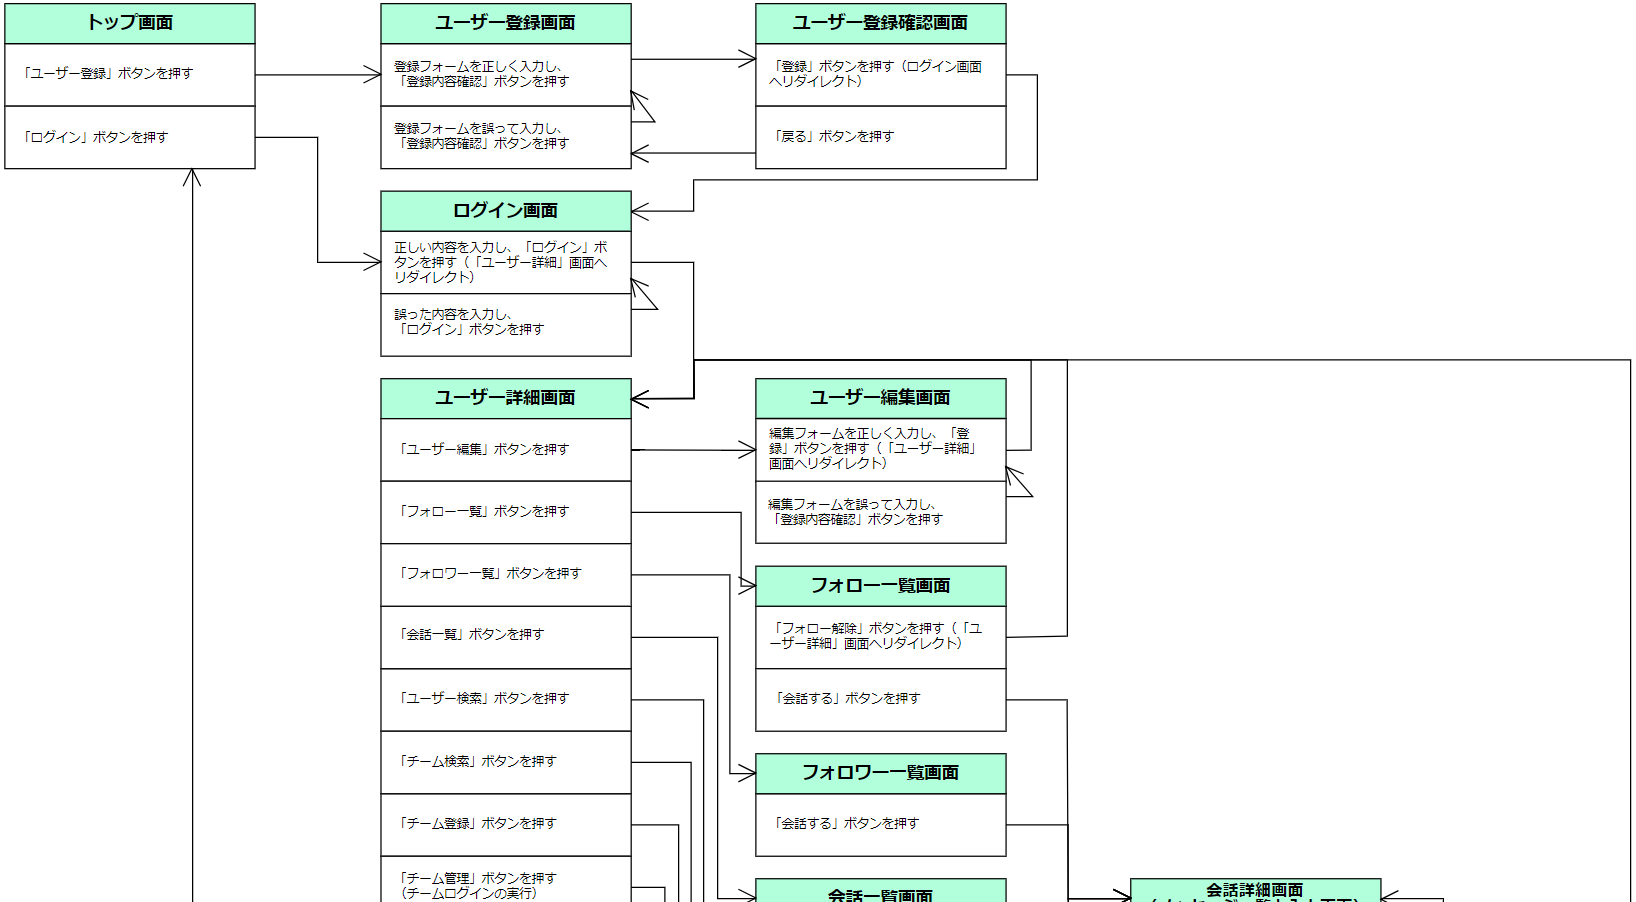 トップ画面
「ユーザー登録」ボタンを押す
「ログイン」ボタンを押す
ユーザー登録画面
登録フォームを正しく入力し、
「登録内容確認」ボタンを押す
登録フォームを誤って入力し、
「登録内容確認」ボタンを押す
ユーザー登録確認画面
「登録」ボタンを押す（ログイン画面
へリダイレクト）
「戻る」ボタンを押す
ログイン画面
正しい内容を入力し、「ログイン」ボ
タンを押す（「ユーザー詳細」画面へ
リダイレクト）
誤った内容を入力し、
「ログイン」ボタンを押す
ユーザー詳細画面
「ユーザー編集」ボタンを押す
「フォロー一覧」ボタンを押す
「フォロワー一覧」ボタンを押す
「会話一覧」ボタンを押す
「ユーザー検索」ボタンを押す
「チーム検索」ボタンを押す
「チーム登録」ボタンを押す
「チーム管理」ボタンを押す
（チームログインの実行）
ユーザー編集画面
編集フォームを正しく入力し、「登
録」ボタンを押す（「ユーザー詳細」
画面へリダイレクト）
編集フォームを誤って入力し、
「登録内容確認」ボタンを押す
フォロー一覧画面
「フォロー解除」ボタンを押す（「ユ
ーザー詳細」画面へリダイレクト）
「会話する」ボタンを押す
フォロワー一覧画面
「会話する」ボタンを押す
会話一覧画面
会話詳細画面